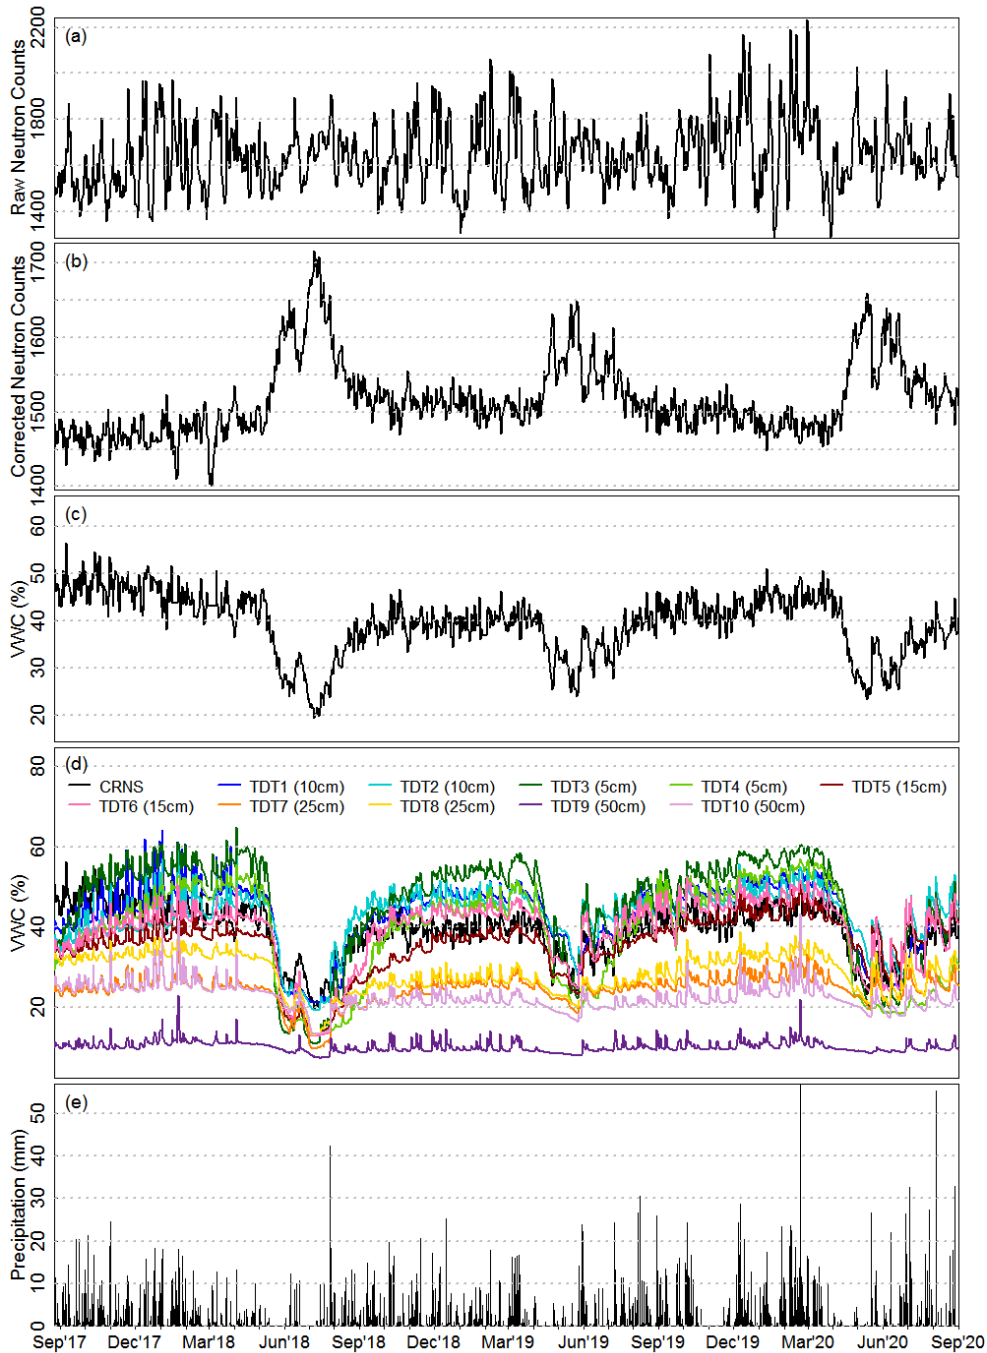 (a)
Raw Neutron Counts
1400 1800 2200
(b)
Corrected Neutron Counts
1400 1500 1600 1700
(c)
VWC (%)
20 30 40 50 60
(d)
CRNS TDT1 (10cm) TDT2 (10cm) TDT3 (5cm) TDT4 (5cm) TDT5 (15cm)
TDT6 (15cm) TDT7 (25cm) TDT8 (25cm) TDT9 (50cm) TDT10 (50cm)
VWC (%)
20 40 60 80
(e)
Precipitation (mm)
0 10 20 30 40 50
Sep'17 Dec'17 Mar'18 Jun'18 Sep'18 Dec'18 Mar'19 Jun'19 Sep'19 Dec'19 Mar'20 Jun'20 Sep'20